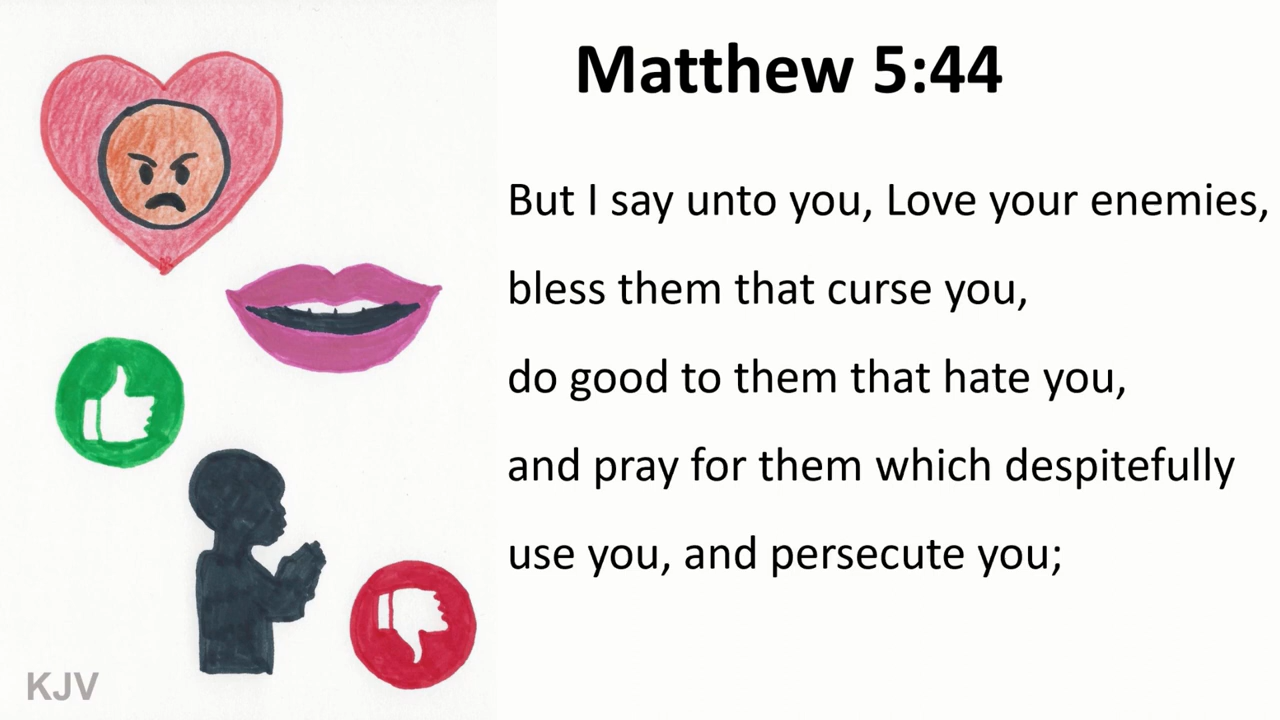 Matthew 5:44
But I say unto you, Love your enemies,
bless them that curse you,
do good to them that hate you,
and pray for them which despitefully
use you, and persecute you;
KJV